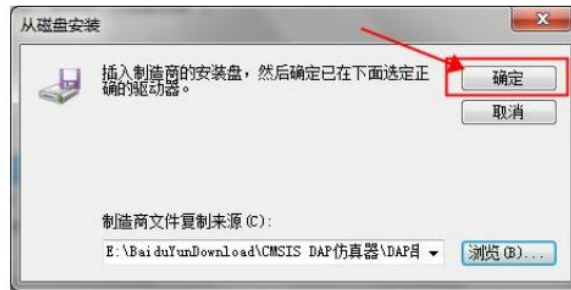 从磁盘安装
插入制造商的安装盘，然后确定已在下面选定正
确的驱动器。
确定
取消
制造商文件复制来源(C):
E:\BaiduYunDownload\CMSIS DAP仿真器\DAP
浏览(B)...